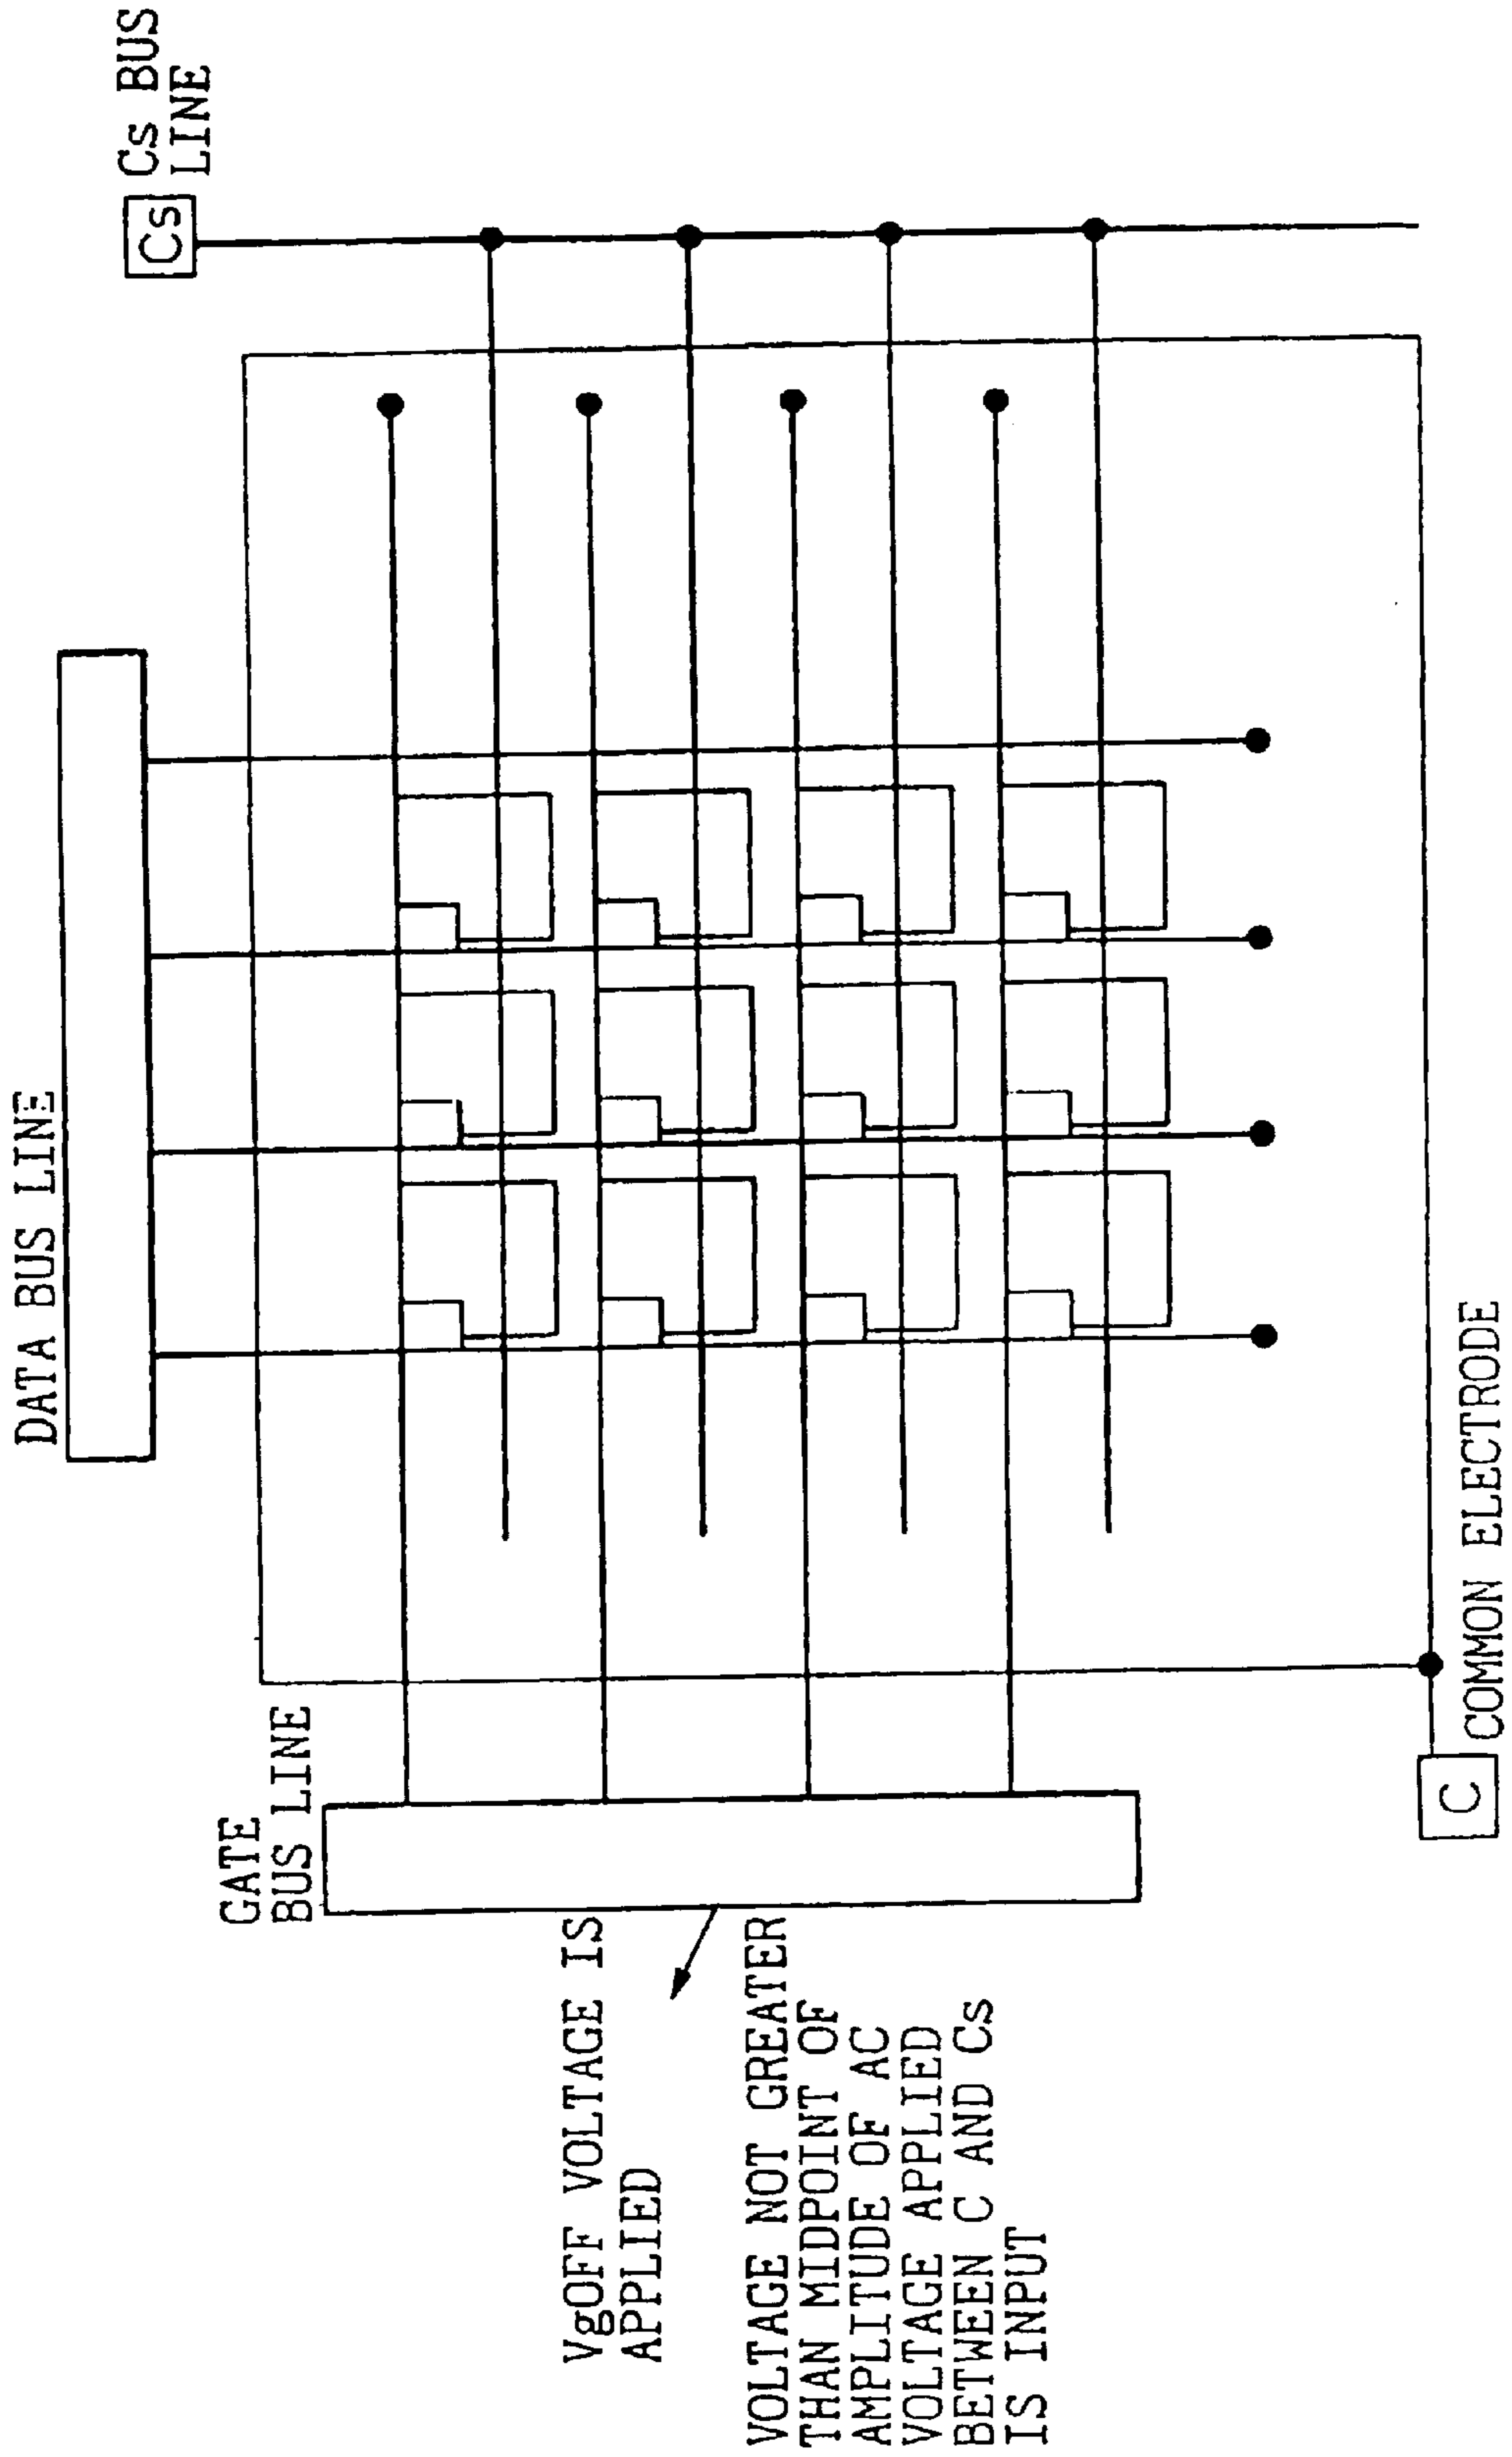 DATA BUS LINE
Cs
Cs BUS
LINE
GATE
BUS LINE
VgOFF VOLTAGE IS
APPLIED
VOLTAGE NOT GREATER
THAN MIDPOINT OF
AMPLITUDE OF AC
VOLTAGE APPLIED
BETWEEN C AND Cs
IS INPUT
C
COMMON ELECTRODE